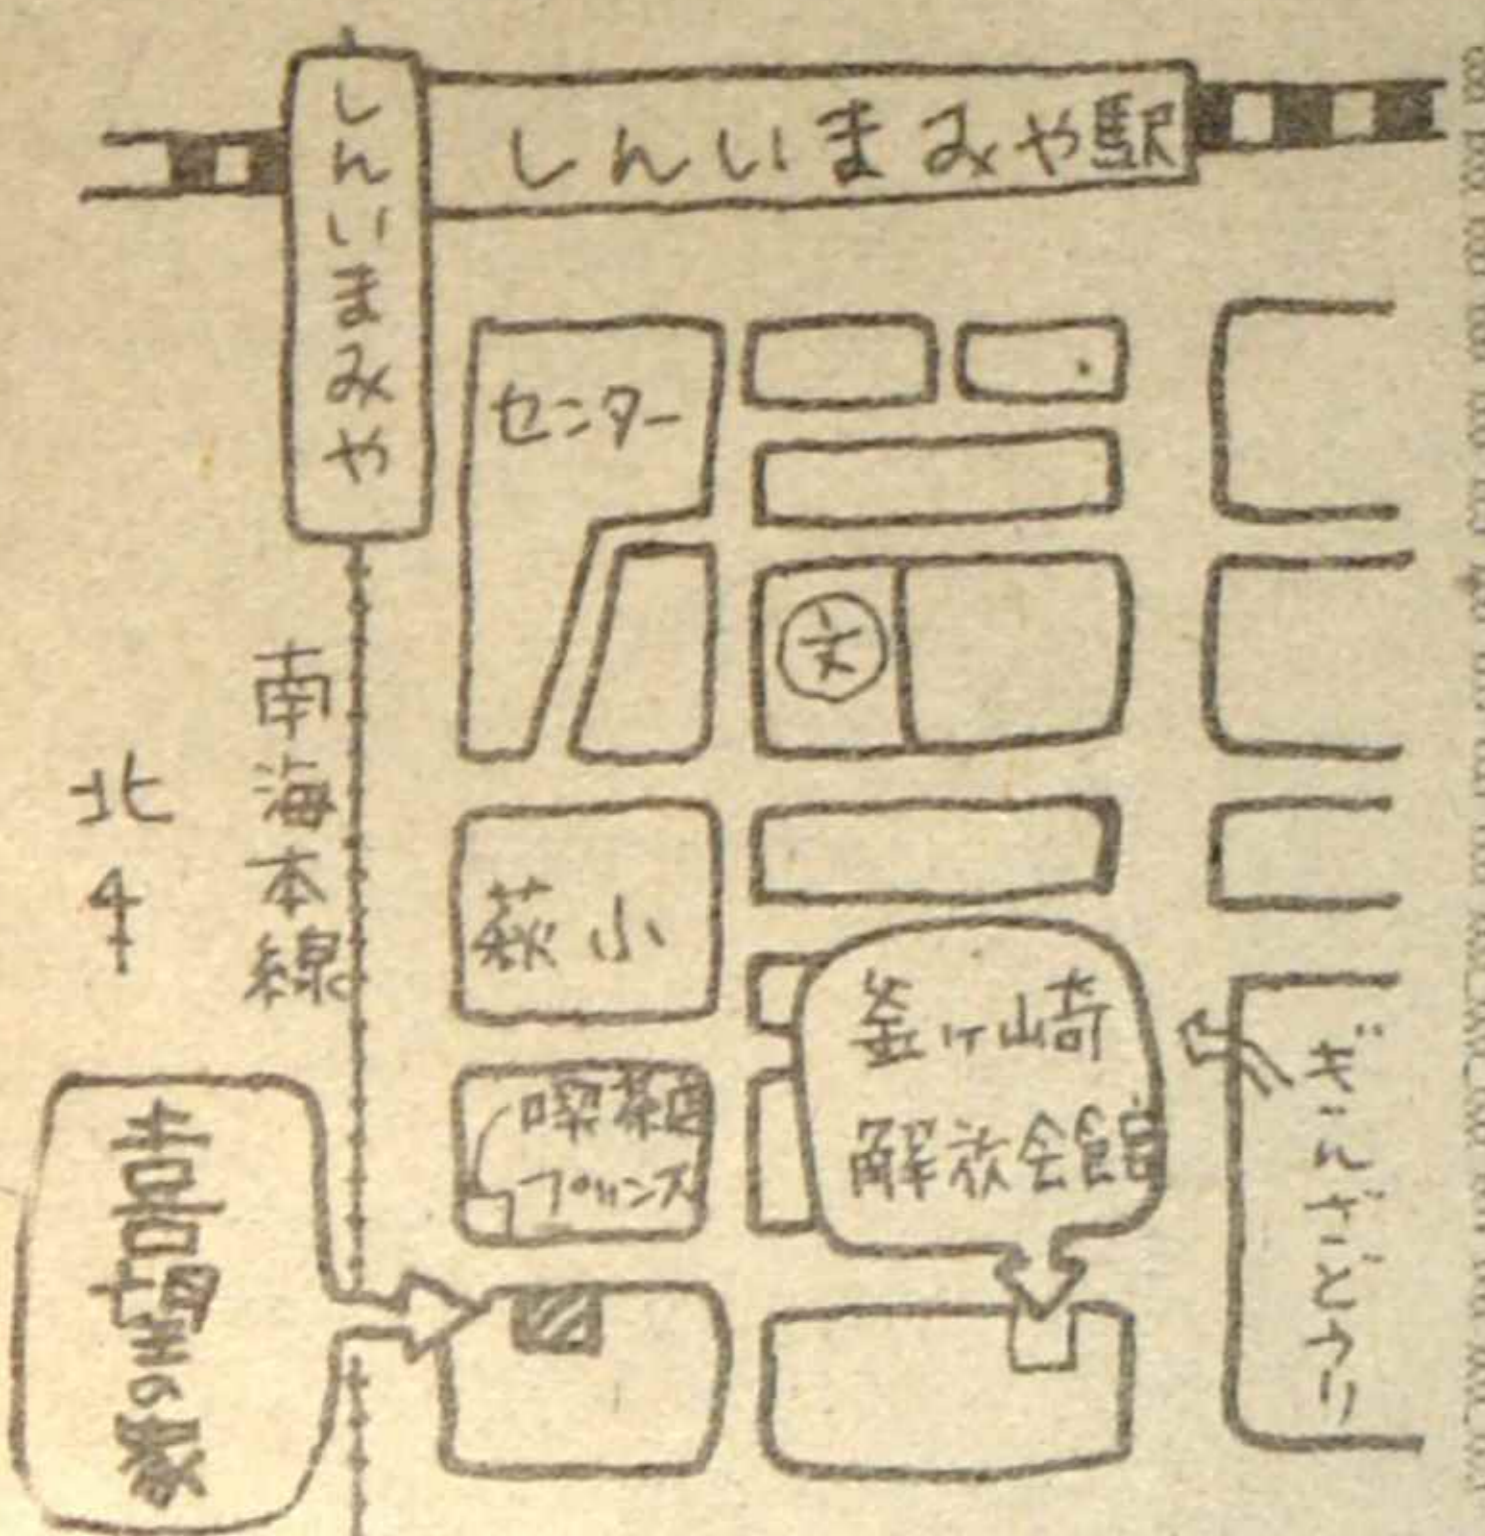 しんいまみや
しんいまみや駅
センター
文
南海本線
北
萩小
釜ヶ崎
解放会館
喫茶
プリンス
ぎんざどうり
喜望の家